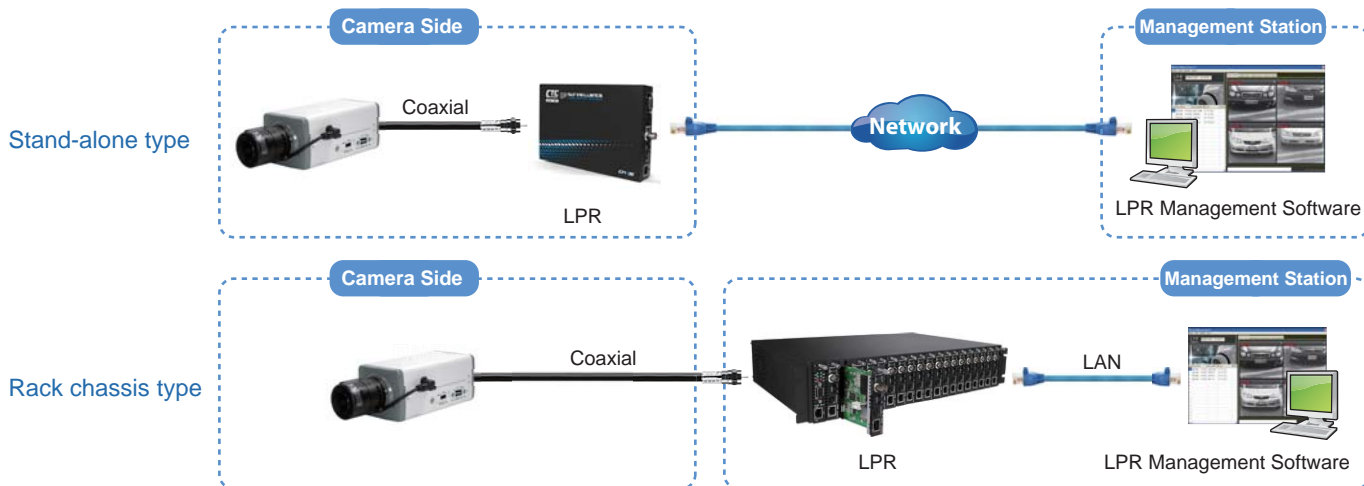 Camera Side
Management Station
Coaxial
CTC
Network
Stand-alone type
LPR
LPR Management Software
Camera Side
Management Station
Coaxial
LAN
Rack chassis type
LPR
LPR Management Software